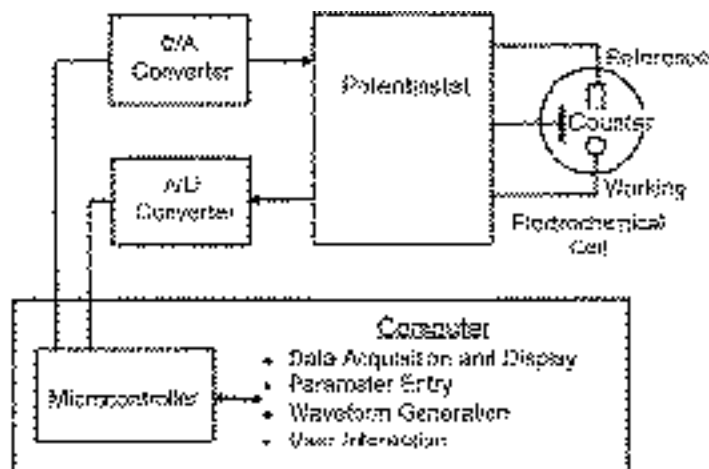 D/A
Converter
Potentiostat
Reference
Counter
A/D
Converter
Working
Electrochemical
Cell
Computer
Data Acquisition and Display
Parameter Entry
Microcontroller
Waveform Generation
User Interaction